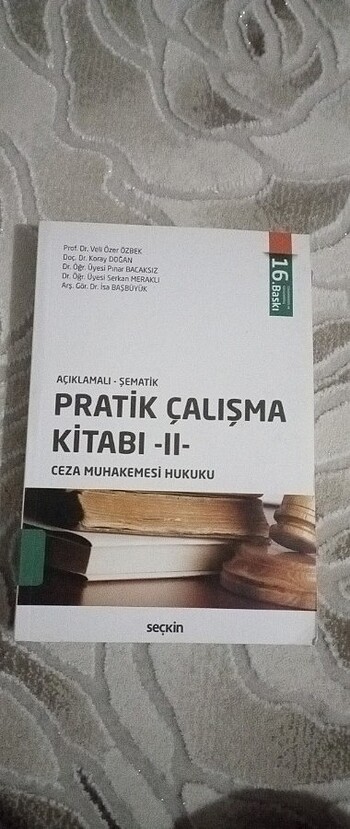 Prof. Dr. Veli Özer ÖZBEK
Doç. Dr. Koray DOĞAN
Dr. Öğr. Üyesi Pınar BACAKSIZ
Dr. Öğr. Üyesi Serkan MERAKLI
Arş. Gör. Dr. İsa BAŞBÜYÜK
16.Baskı
AÇIKLAMALI - ŞEMATİK
PRATİK ÇALIŞMA
KİTABI -II-
CEZA MUHAKEMESİ HUKUKU
seçkin